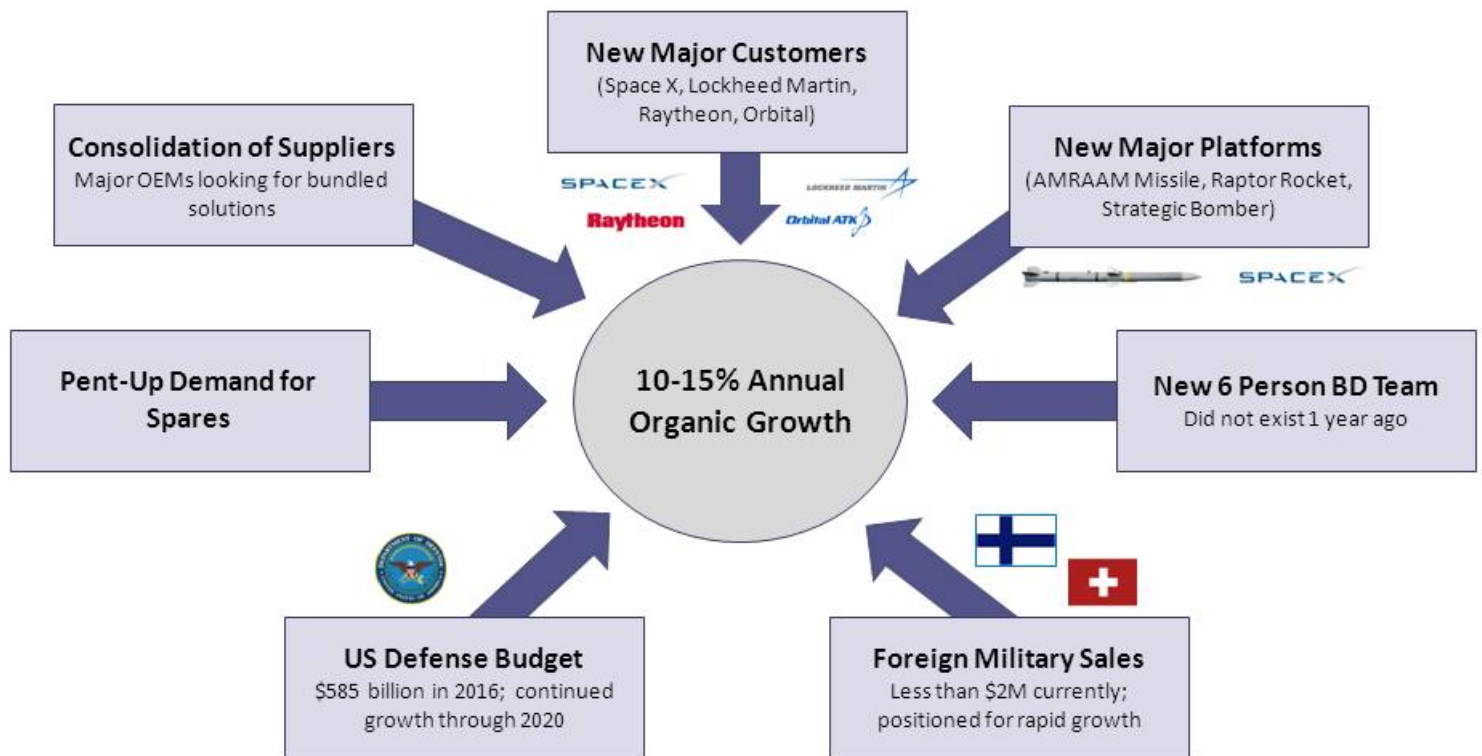 New Major Customers
(Space X, Lockheed Martin,
Raytheon, Orbital)
Consolidation of Suppliers
Major OEMs looking for bundled
solutions
New Major Platforms
(AMRAAM Missile, Raptor Rocket,
Strategic Bomber)
SPACEX
LOCKHEED MARTIN
Raytheon
Orbital ATK
SPACEX
Pent-Up Demand for
Spares
10-15% Annual
Organic Growth
New 6 Person BD Team
Did not exist 1 year ago
US Defense Budget
$585 billion in 2016; continued
growth through 2020
Foreign Military Sales
Less than $2M currently;
positioned for rapid growth